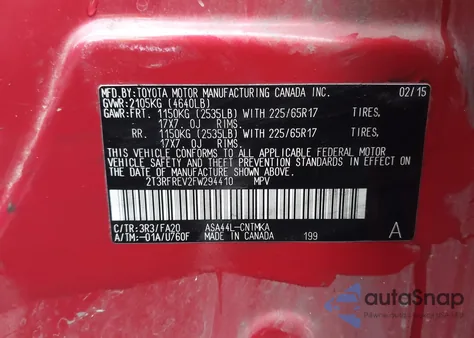 MFD. BY: TOYOTA MOTOR MANUFACTURING CANADA INC. 02/15
GVWR: 2105KG (4640LB)
GAWR: FRT. 1150KG (2535LB) WITH 225/65R17 TIRES,
17X7.0J RIMS,
RR. 1150KG (2535LB) WITH 225/65R17 TIRES,
17X7.0J RIMS,
THIS VEHICLE CONFORMS TO ALL APPLICABLE FEDERAL MOTOR
VEHICLE SAFETY STANDARDS IN EFFECT ON THE DATE OF
MANUFACTURE SHOWN ABOVE.
2T3RFREV2FW294410 MPV
C/TR: 3R3/FA20 ASA44L-CNTMKA A
A/TM: -01A/U760F MADE IN CANADA 199
autoSnap
by Carfast Express